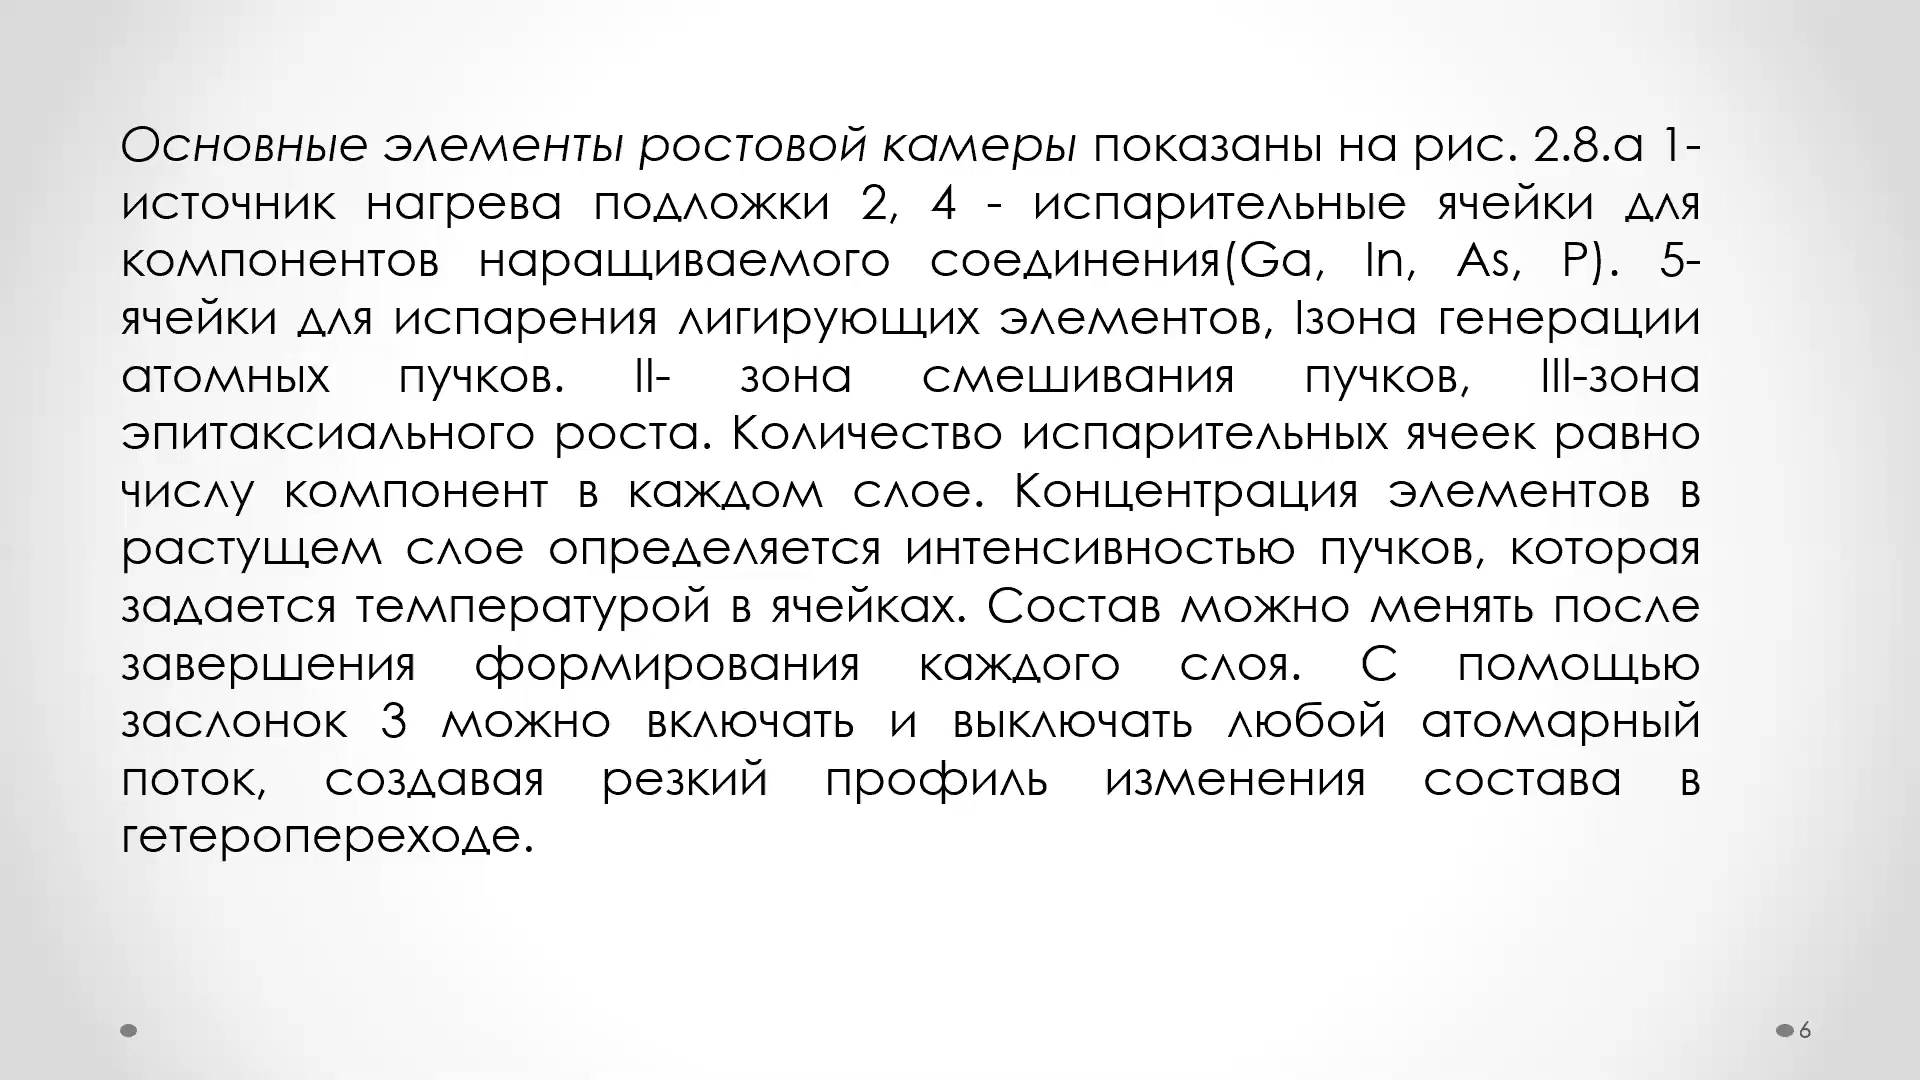 Основные элементы ростовой камеры показаны на рис. 2.8.а 1-
источник нагрева подложки 2, 4 - испарительные ячейки для
компонентов наращиваемого соединения(Ga, In, As, P). 5-
ячейки для испарения лигирующих элементов, Iзона генерации
атомных пучков. II- зона смешивания пучков, III-зона
эпитаксиального роста. Количество испарительных ячеек равно
числу компонент в каждом слое. Концентрация элементов в
растущем слое определяется интенсивностью пучков, которая
задается температурой в ячейках. Состав можно менять после
завершения формирования каждого слоя. С помощью
заслонок 3 можно включать и выключать любой атомарный
поток, создавая резкий профиль изменения состава в
гетеропереходе.
6